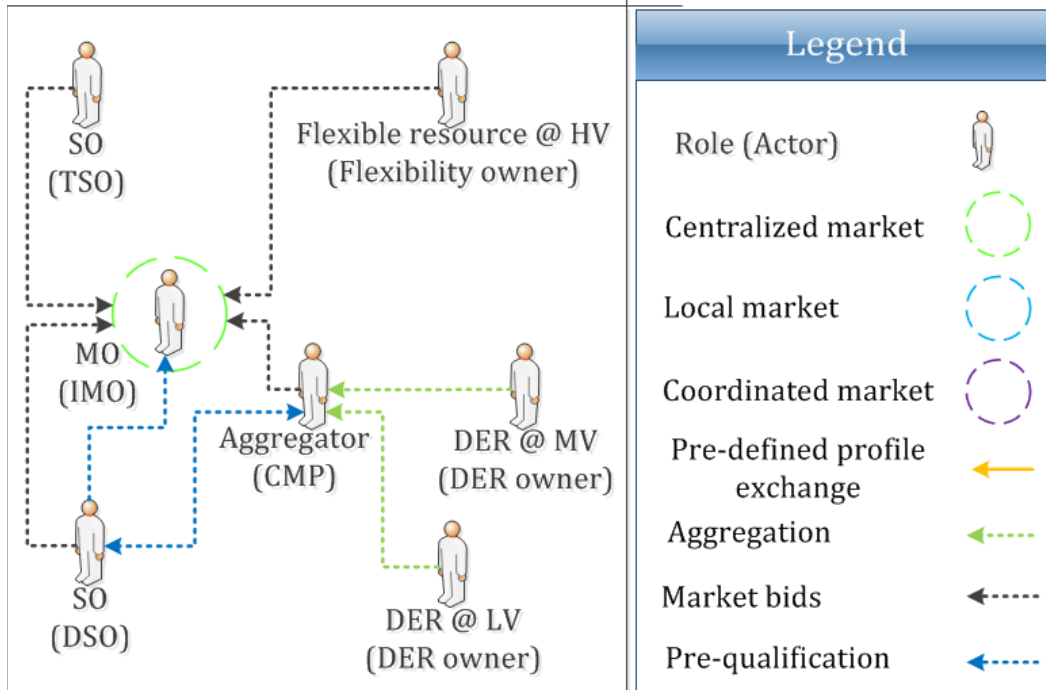 SO
(TSO)
Flexible resource @ HV
(Flexibility owner)
MO
(IMO)
Aggregator
(CMP)
DER @ MV
(DER owner)
SO
(DSO)
DER @ LV
(DER owner)
Legend
Role (Actor)
Centralized market
Local market
Coordinated market
Pre-defined profile
exchange
Aggregation
Market bids
Pre-qualification